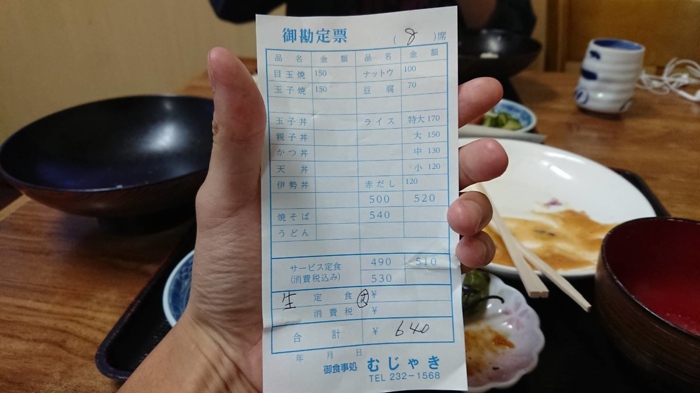 御勘定票 ( 8 )席
品名 金額 品名 金額
目玉焼 150 ナットウ 100
玉子焼 150 豆腐 70
玉子丼 ライス 特大 170
親子丼 大 150
かつ丼 中 130
天丼 小 120
伊勢丼 赤だし 120
500 520
焼そば 540
うどん
サービス定食 490 510
(消費税込み) 530
生 定食 ¥
消費税 ¥
合計 ¥ 640
年 月 日
御食事処 むじゃき
TEL 232-1568